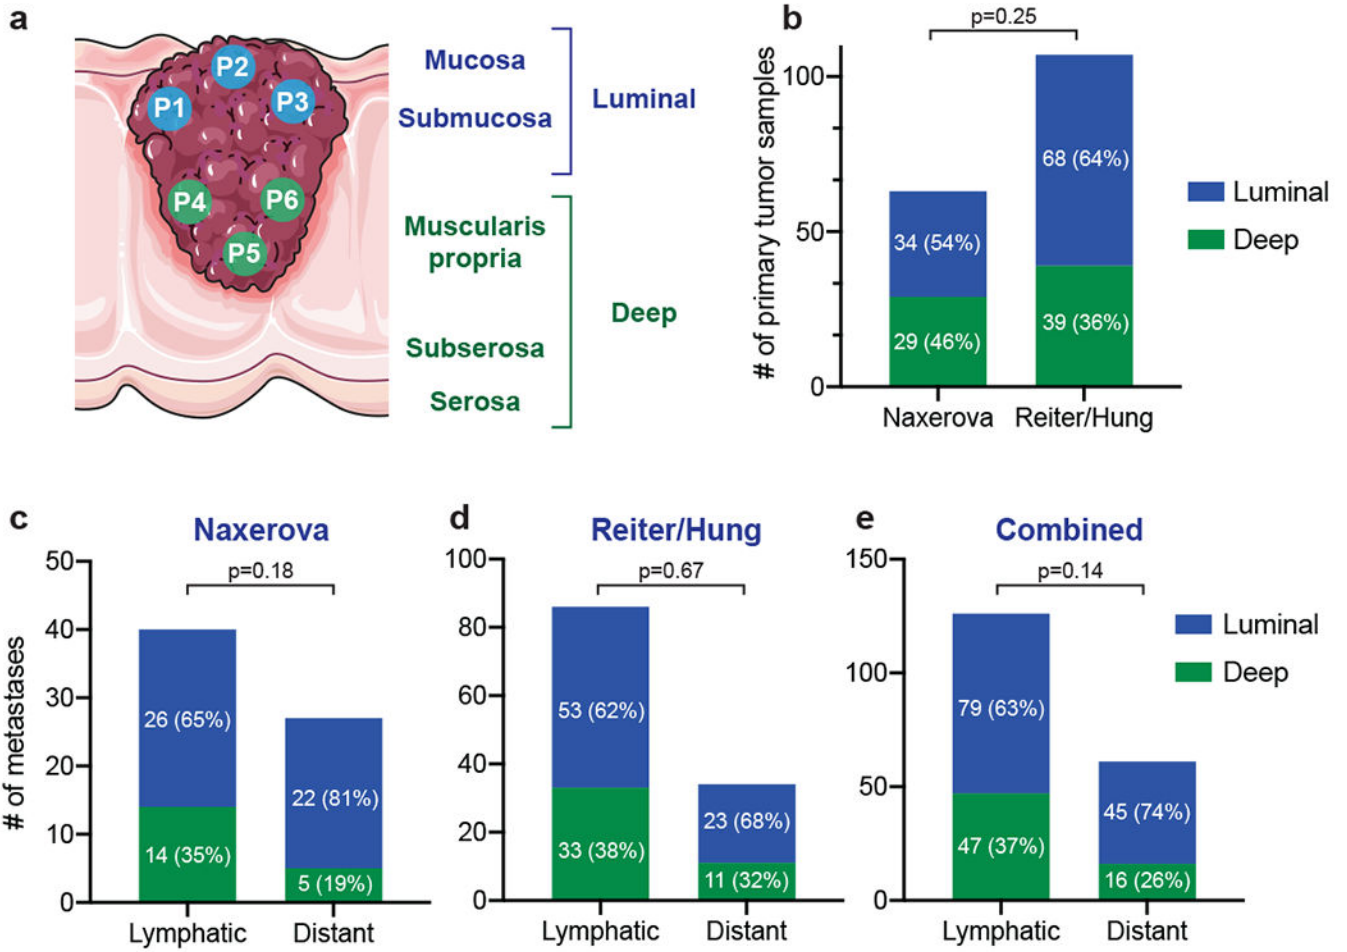 a
P2
P1
P3
P4
P6
P5
Mucosa
Submucosa
Luminal
Muscularis
propria
Subserosa
Serosa
Deep
b
p=0.25
# of primary tumor samples
100
50
0
68 (64%)
34 (54%)
39 (36%)
29 (46%)
Naxerova
Reiter/Hung
Luminal
Deep
c
Naxerova
p=0.18
# of metastases
50
40
30
20
10
0
26 (65%)
14 (35%)
22 (81%)
5 (19%)
Lymphatic
Distant
d
Reiter/Hung
p=0.67
100
80
60
40
20
0
53 (62%)
33 (38%)
23 (68%)
11 (32%)
Lymphatic
Distant
e
Combined
p=0.14
150
100
50
0
79 (63%)
47 (37%)
45 (74%)
16 (26%)
Lymphatic
Distant
Luminal
Deep